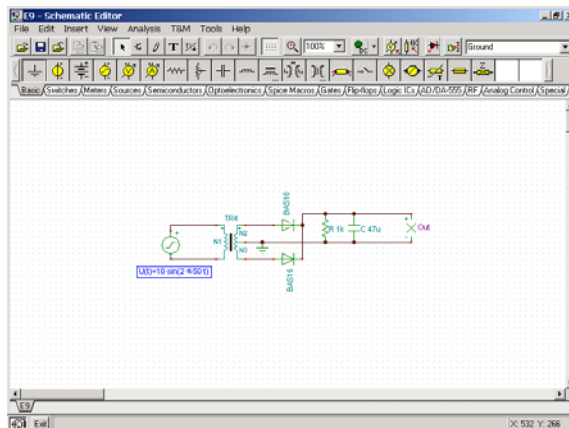 E9 - Schematic Editor
File Edit Insert View Analysis T&M Tools Help
T 100% Ground
Z
Basic Switches Meters Sources Semiconductors Optoelectronics Spice Macros Gates Flip-flops Logic ICs AD/DA-555 RF Analog Control Special
BAS16
TR4
N2
N1
N3
R 1k
C 47u
Out
BAS16
U(t)=10·sin(2·π·50·t)
E9
Exit X: 532 Y: 266